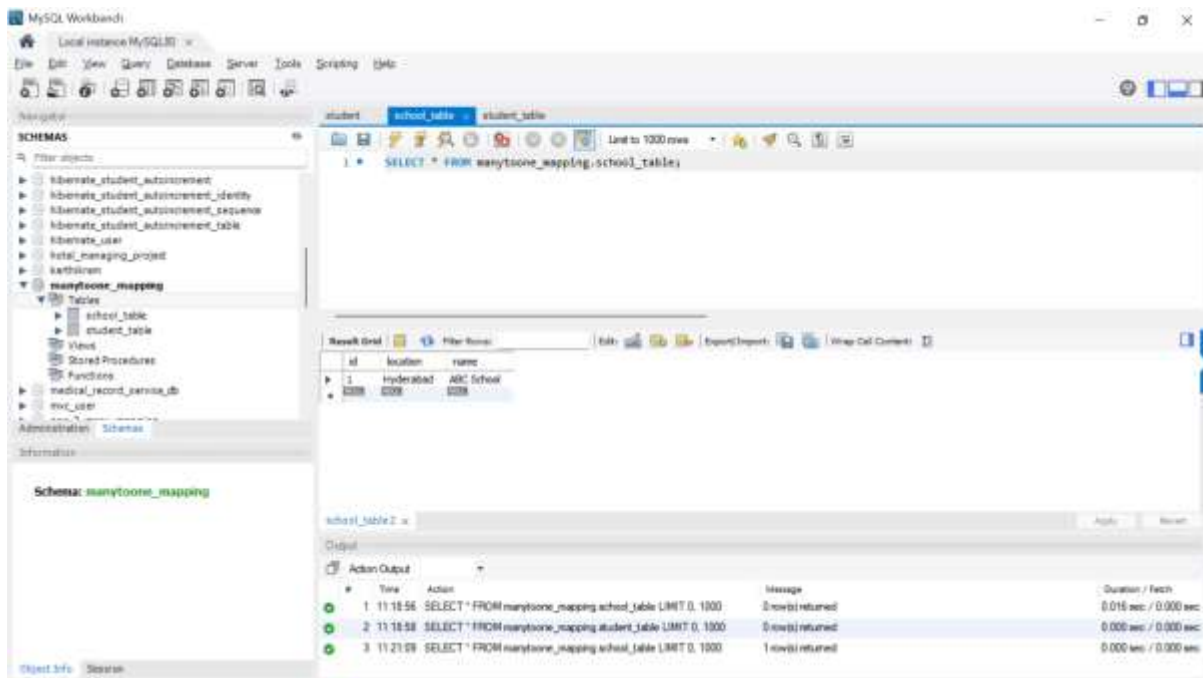 MySQL Workbench
Local instance MySQL80
File Edit View Query Database Server Tools Scripting Help
Navigator
student school_table student_table
SCHEMAS
Limit to 1000 rows
Filter objects
1 SELECT * FROM manytoone_mapping.school_table;
hibernate_student_autoincrement
hibernate_student_autoincrement_identity
hibernate_student_autoincrement_sequence
hibernate_student_autoincrement_table
hibernate_user
hotel_managing_project
karthikram
manytoone_mapping
Tables
school_table
student_table
Views
Stored Procedures
Functions
medical_record_service_db
mvc_user
Administration Schemas
Information
Schema: manytoone_mapping
Result Grid Filter Rows: Edit: Export/Import: Wrap Cell Content:
id location name
1 Hyderabad ABC School
NULL NULL NULL
school_table 2 Apply Revert
Output
Action Output
# Time Action Message Duration / Fetch
1 11:18:56 SELECT * FROM manytoone_mapping.school_table LIMIT 0, 1000 0 row(s) returned 0.016 sec / 0.000 sec
2 11:18:58 SELECT * FROM manytoone_mapping.student_table LIMIT 0, 1000 0 row(s) returned 0.000 sec / 0.000 sec
3 11:21:09 SELECT * FROM manytoone_mapping.school_table LIMIT 0, 1000 1 row(s) returned 0.000 sec / 0.000 sec
Object Info Session